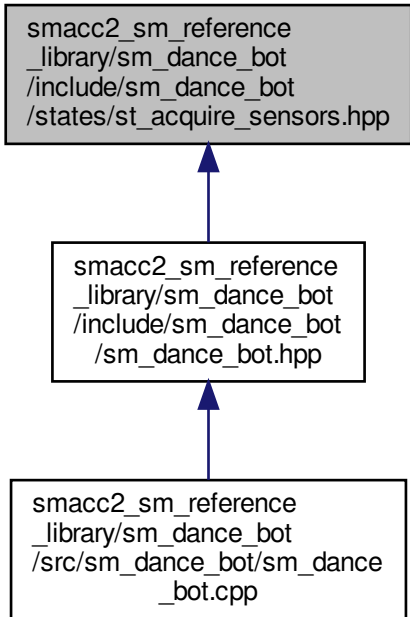 smacc2_sm_reference
_library/sm_dance_bot
/include/sm_dance_bot
/states/st_acquire_sensors.hpp
smacc2_sm_reference
_library/sm_dance_bot
/include/sm_dance_bot
/sm_dance_bot.hpp
smacc2_sm_reference
_library/sm_dance_bot
/src/sm_dance_bot/sm_dance
_bot.cpp